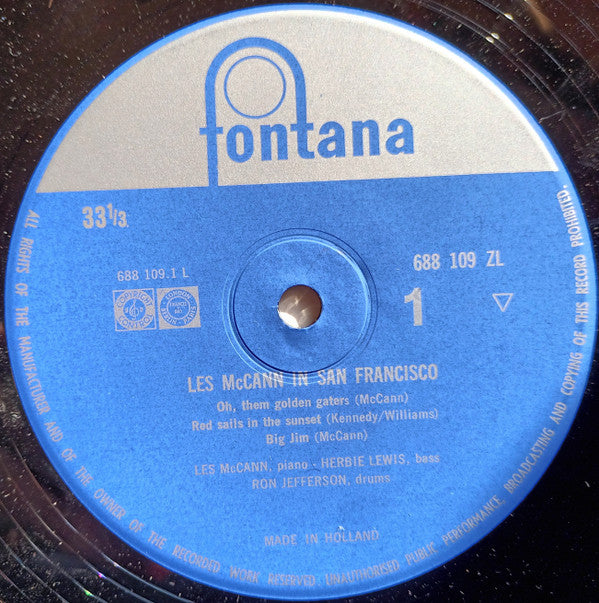 fontana
33 1/3
688 109.1 L
688 109 ZL
1
LES McCANN IN SAN FRANCISCO
Oh, them golden gaters (McCann)
Red sails in the sunset (Kennedy/Williams)
Big Jim (McCann)
LES McCANN, piano - HERBIE LEWIS, bass
RON JEFFERSON, drums
MADE IN HOLLAND
ALL RIGHTS OF THE MANUFACTURER AND OF THE OWNER OF THE RECORDED WORK RESERVED. UNAUTHORISED PUBLIC PERFORMANCE, BROADCASTING AND COPYING OF THIS RECORD PROHIBITED.